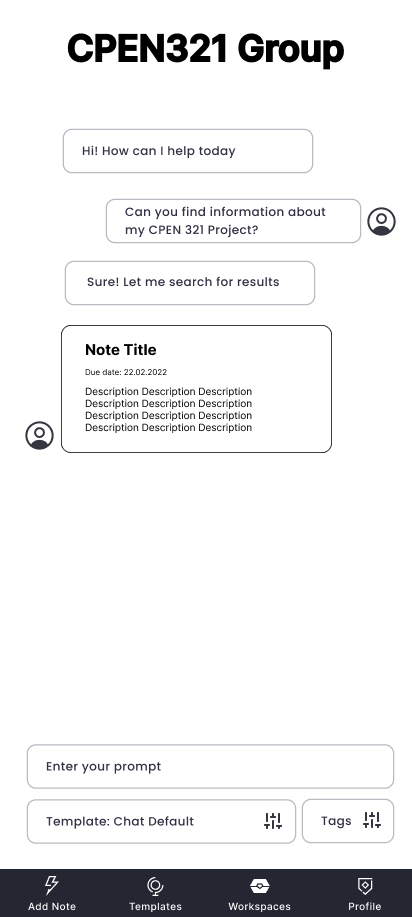 CPEN321 Group
Hi! How can I help today
Can you find information about
my CPEN 321 Project?
Sure! Let me search for results
Note Title
Due date: 22.02.2022
Description Description Description
Description Description Description
Description Description Description
Description Description Description
Enter your prompt
Template: Chat Default
Tags
Add Note
Templates
Workspaces
Profile